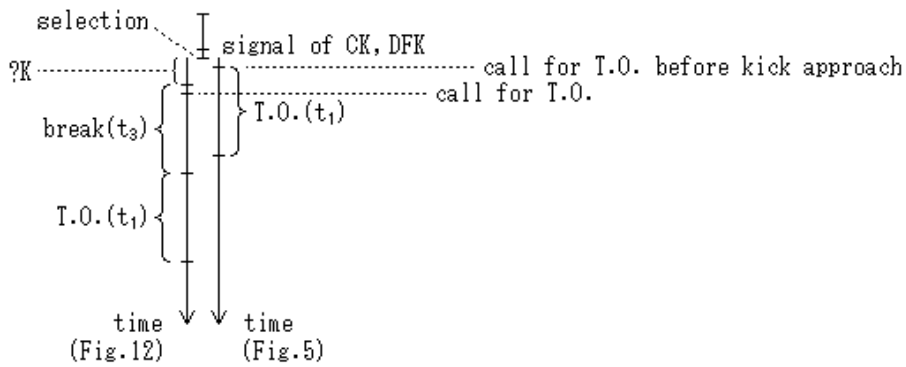 selection
signal of CK, DFK
?K
call for T.O. before kick approach
call for T.O.
T.O.(t₁)
break(t₃)
T.O.(t₁)
time
(Fig.12)
time
(Fig.5)